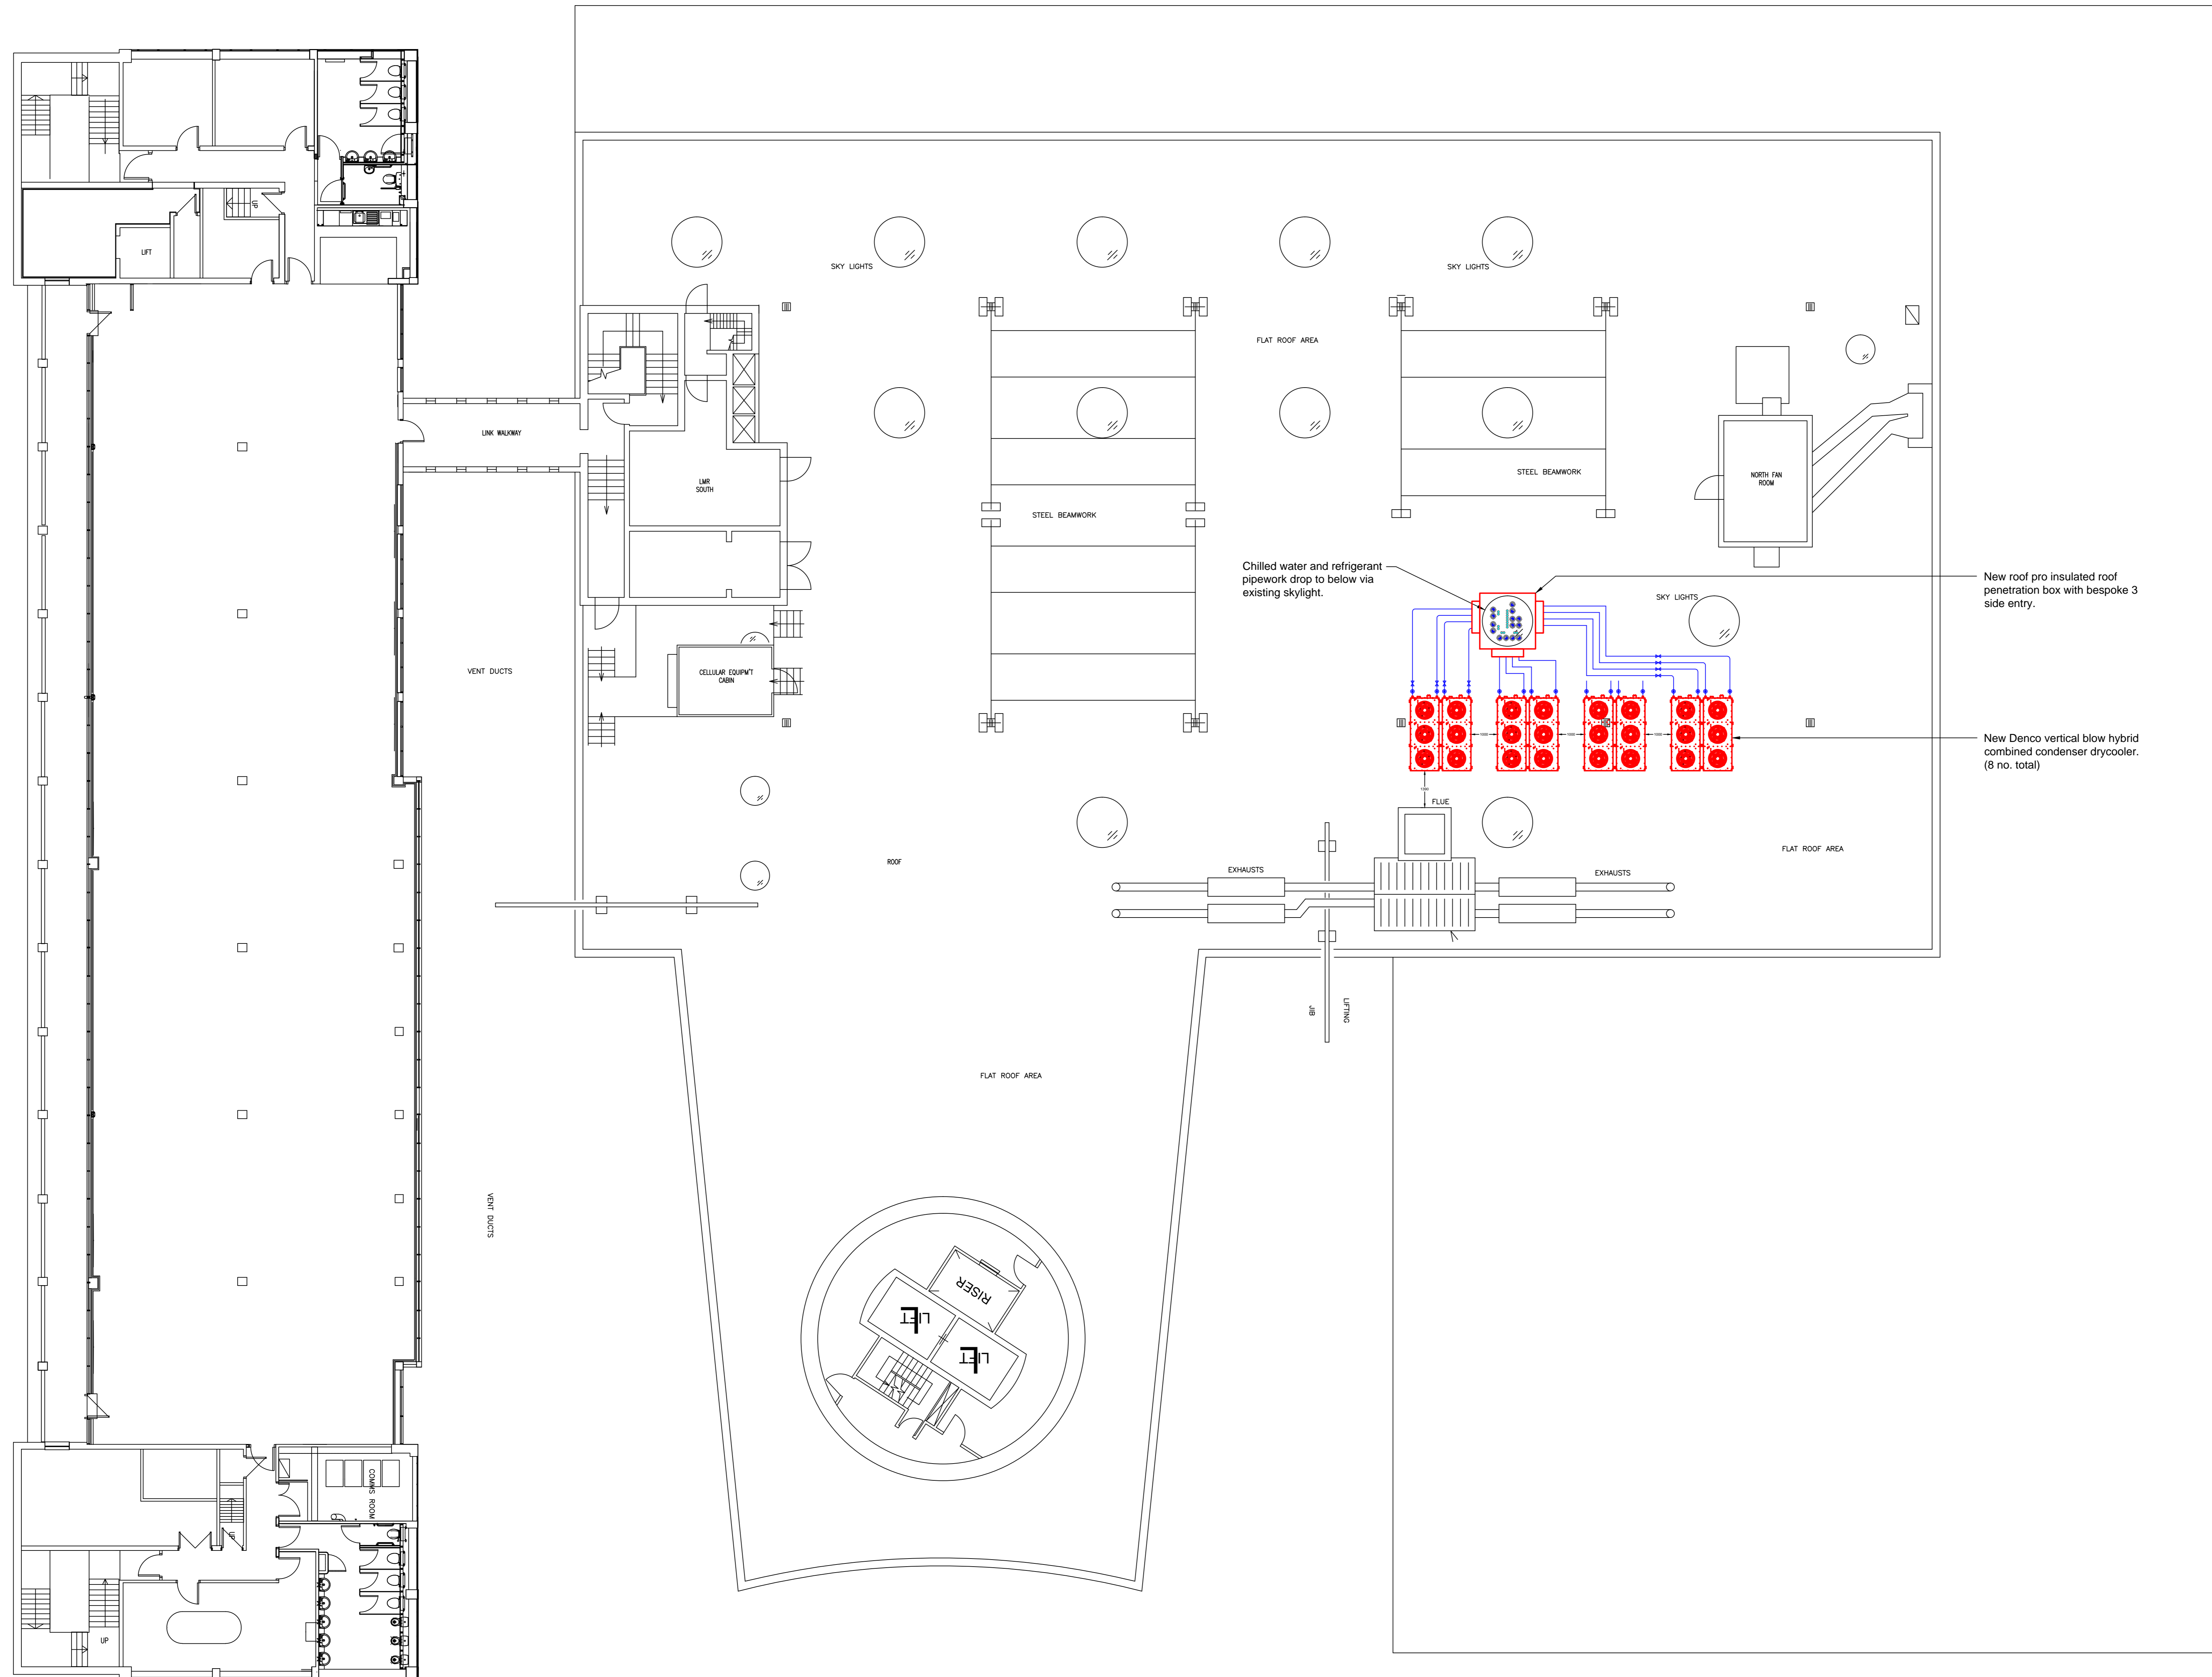 UP
LIFT
SKY LIGHTS
SKY LIGHTS
FLAT ROOF AREA
LINK WALKWAY
LMR
SOUTH
STEEL BEAMWORK
STEEL BEAMWORK
NORTH FAN
ROOM
Chilled water and refrigerant
pipework drop to below via
existing skylight.
New roof pro insulated roof
penetration box with bespoke 3
side entry.
SKY LIGHTS
VENT DUCTS
CELLULAR EQUIPM'T
CABIN
1000
1000
1000
New Denco vertical blow hybrid
combined condenser drycooler.
(8 no. total)
FLUE
ROOF
FLAT ROOF AREA
EXHAUSTS
EXHAUSTS
LIFTING
JIB
FLAT ROOF AREA
VENT DUCTS
RISER
LIFT
LIFT
COMMS ROOM
UP
UP